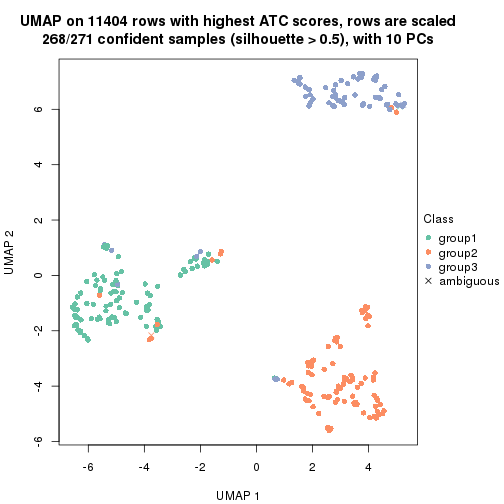 UMAP on 11404 rows with highest ATC scores, rows are scaled
268/271 confident samples (silhouette > 0.5), with 10 PCs
6
4
2
0
-2
-4
-6
UMAP 2
-6
-4
-2
0
2
4
UMAP 1
Class
group1
group2
group3
ambiguous